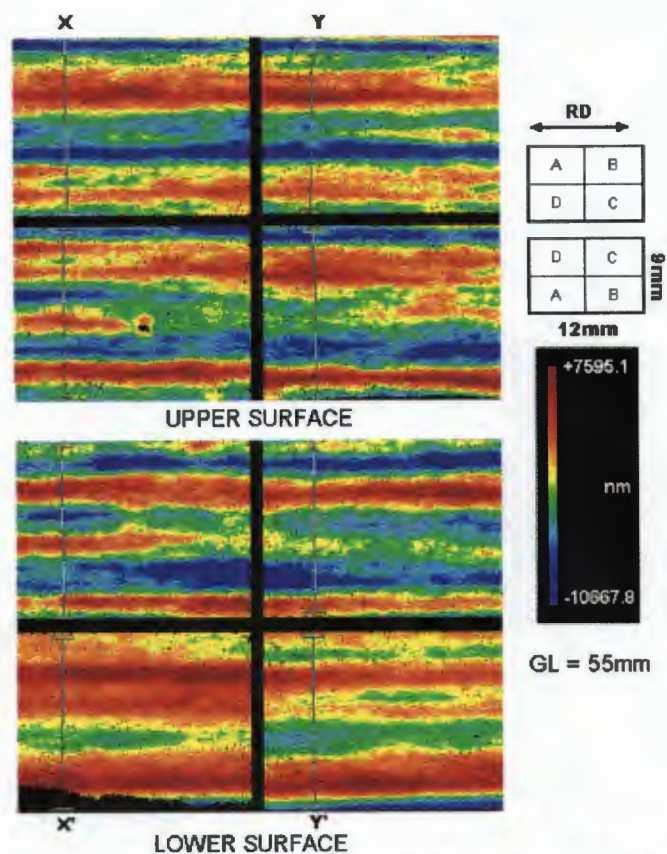 X Y
RD
A B
D C
D C
A B
9mm
12mm
+7595.1
nm
-10667.8
UPPER SURFACE
GL = 55mm
X' Y'
LOWER SURFACE